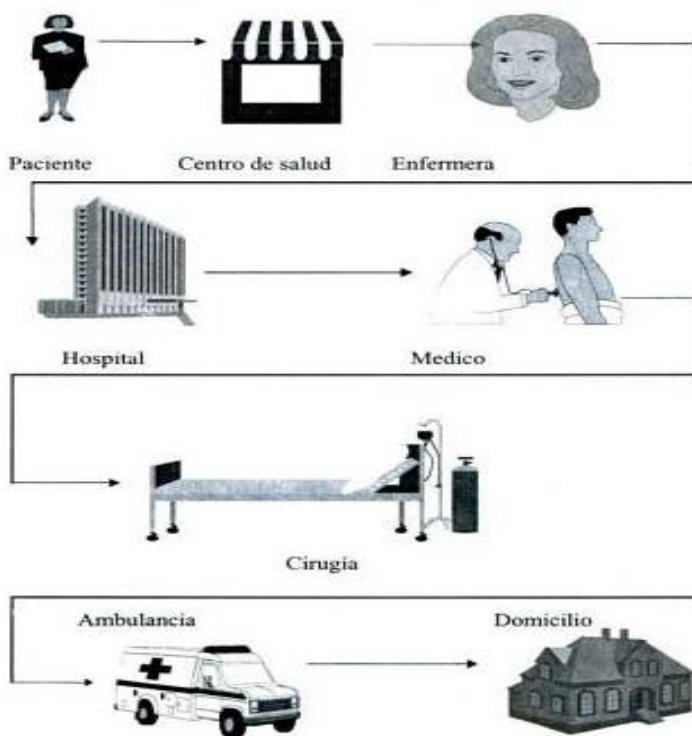 Paciente
Centro de salud
Enfermera
Hospital
Medico
Cirugía
Ambulancia
Domicilio